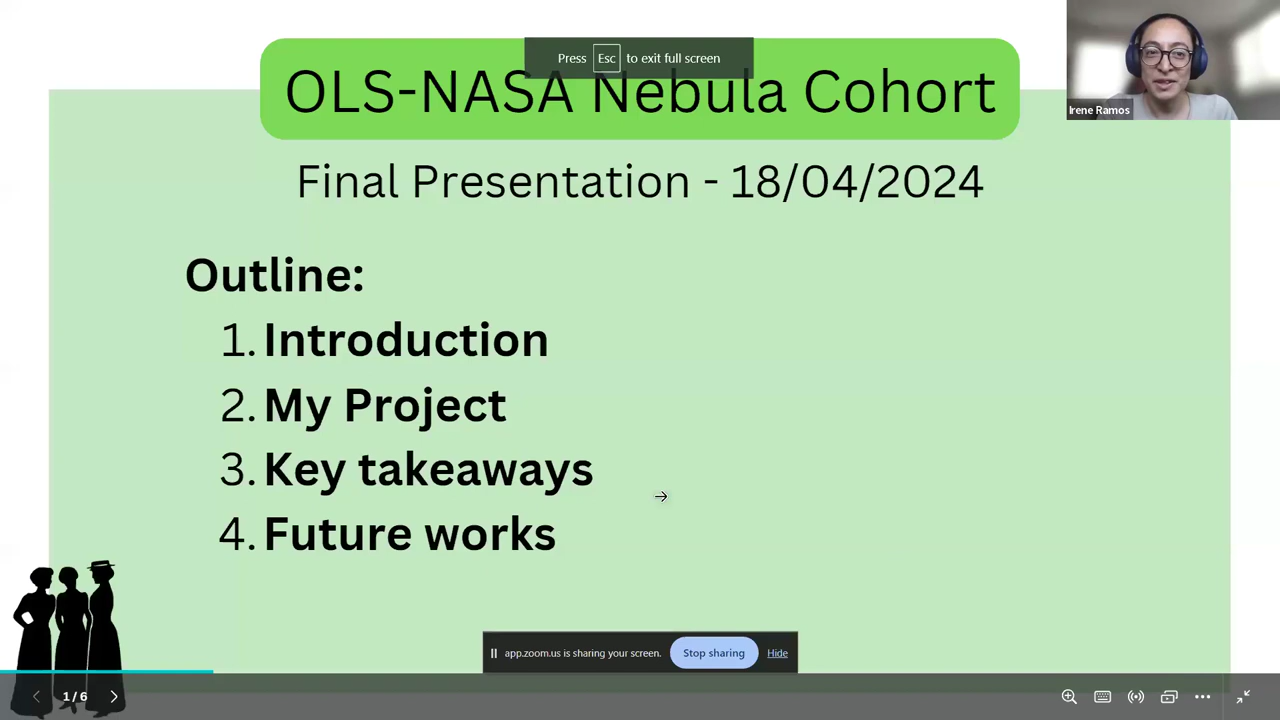 Press Esc to exit full screen
OLS-NASA Nebula Cohort
Irene Ramos
Final Presentation - 18/04/2024
Outline:
1. Introduction
2. My Project
3. Key takeaways
4. Future works
app.zoom.us is sharing your screen. Stop sharing Hide
1/6